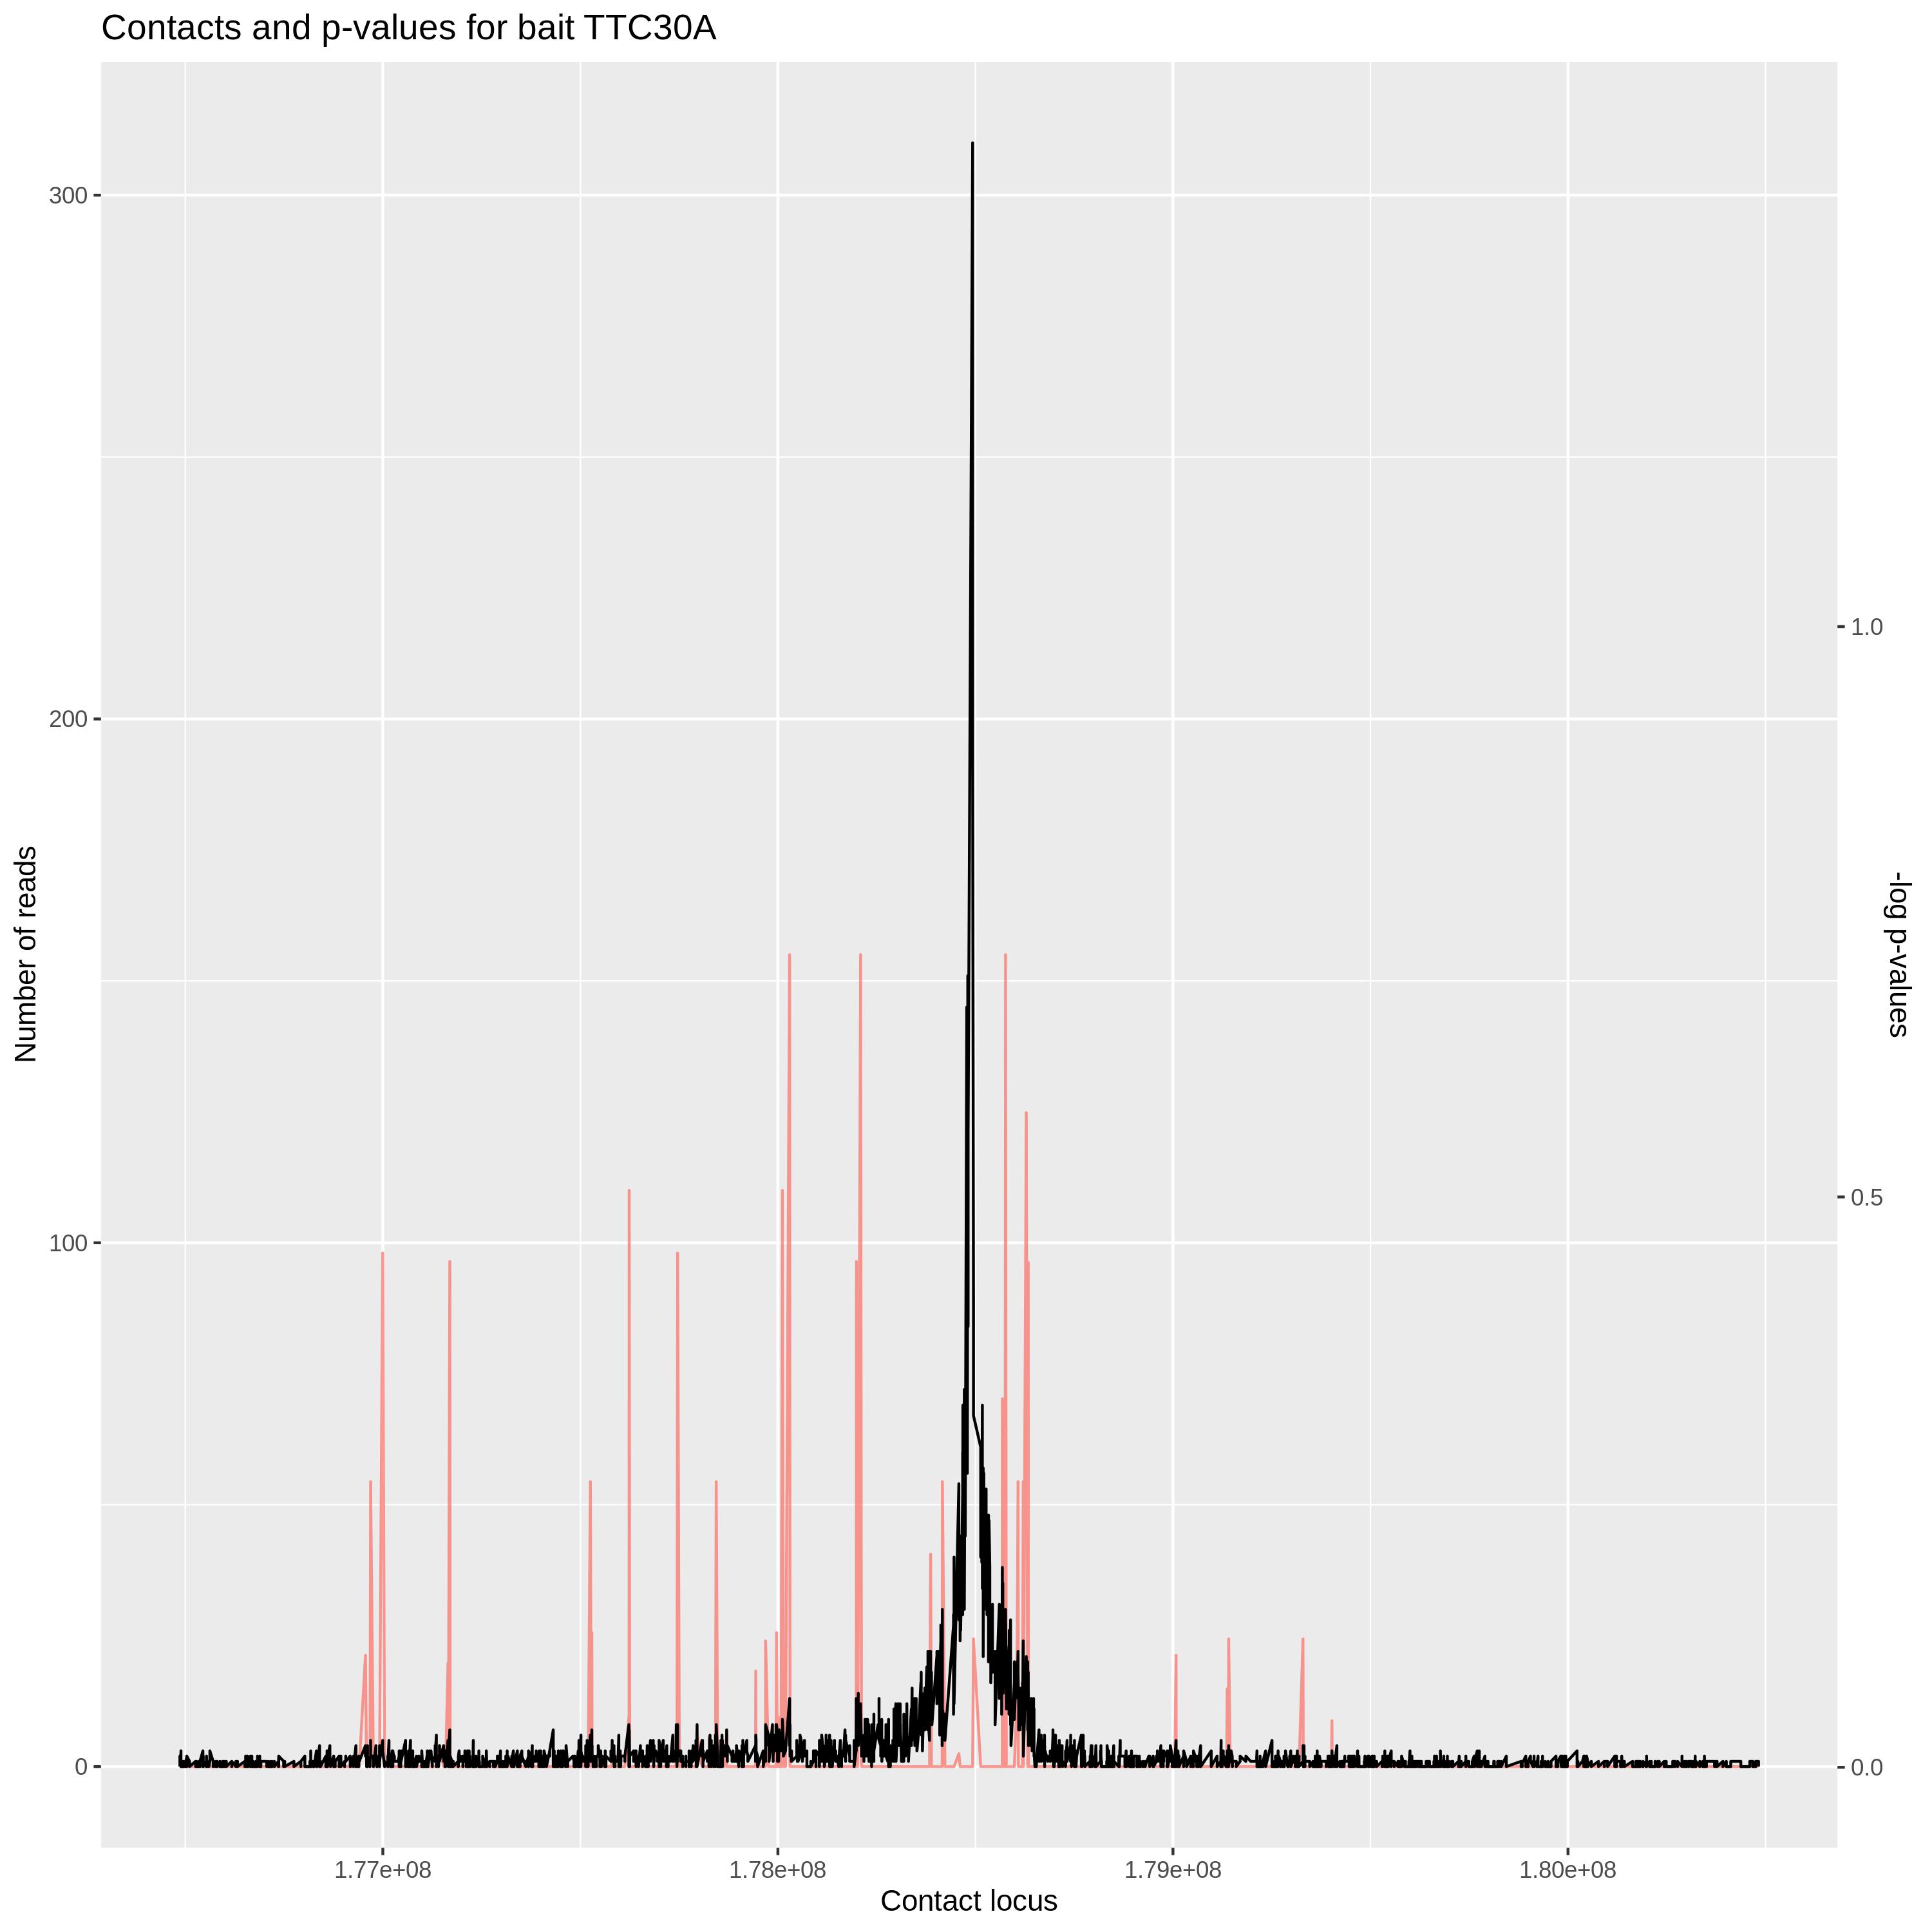 Contacts and p-values for bait TTC30A
300
200
100
0
Number of reads
1.0
0.5
0.0
-log p-values
1.77e+08
1.78e+08
1.79e+08
1.80e+08
Contact locus